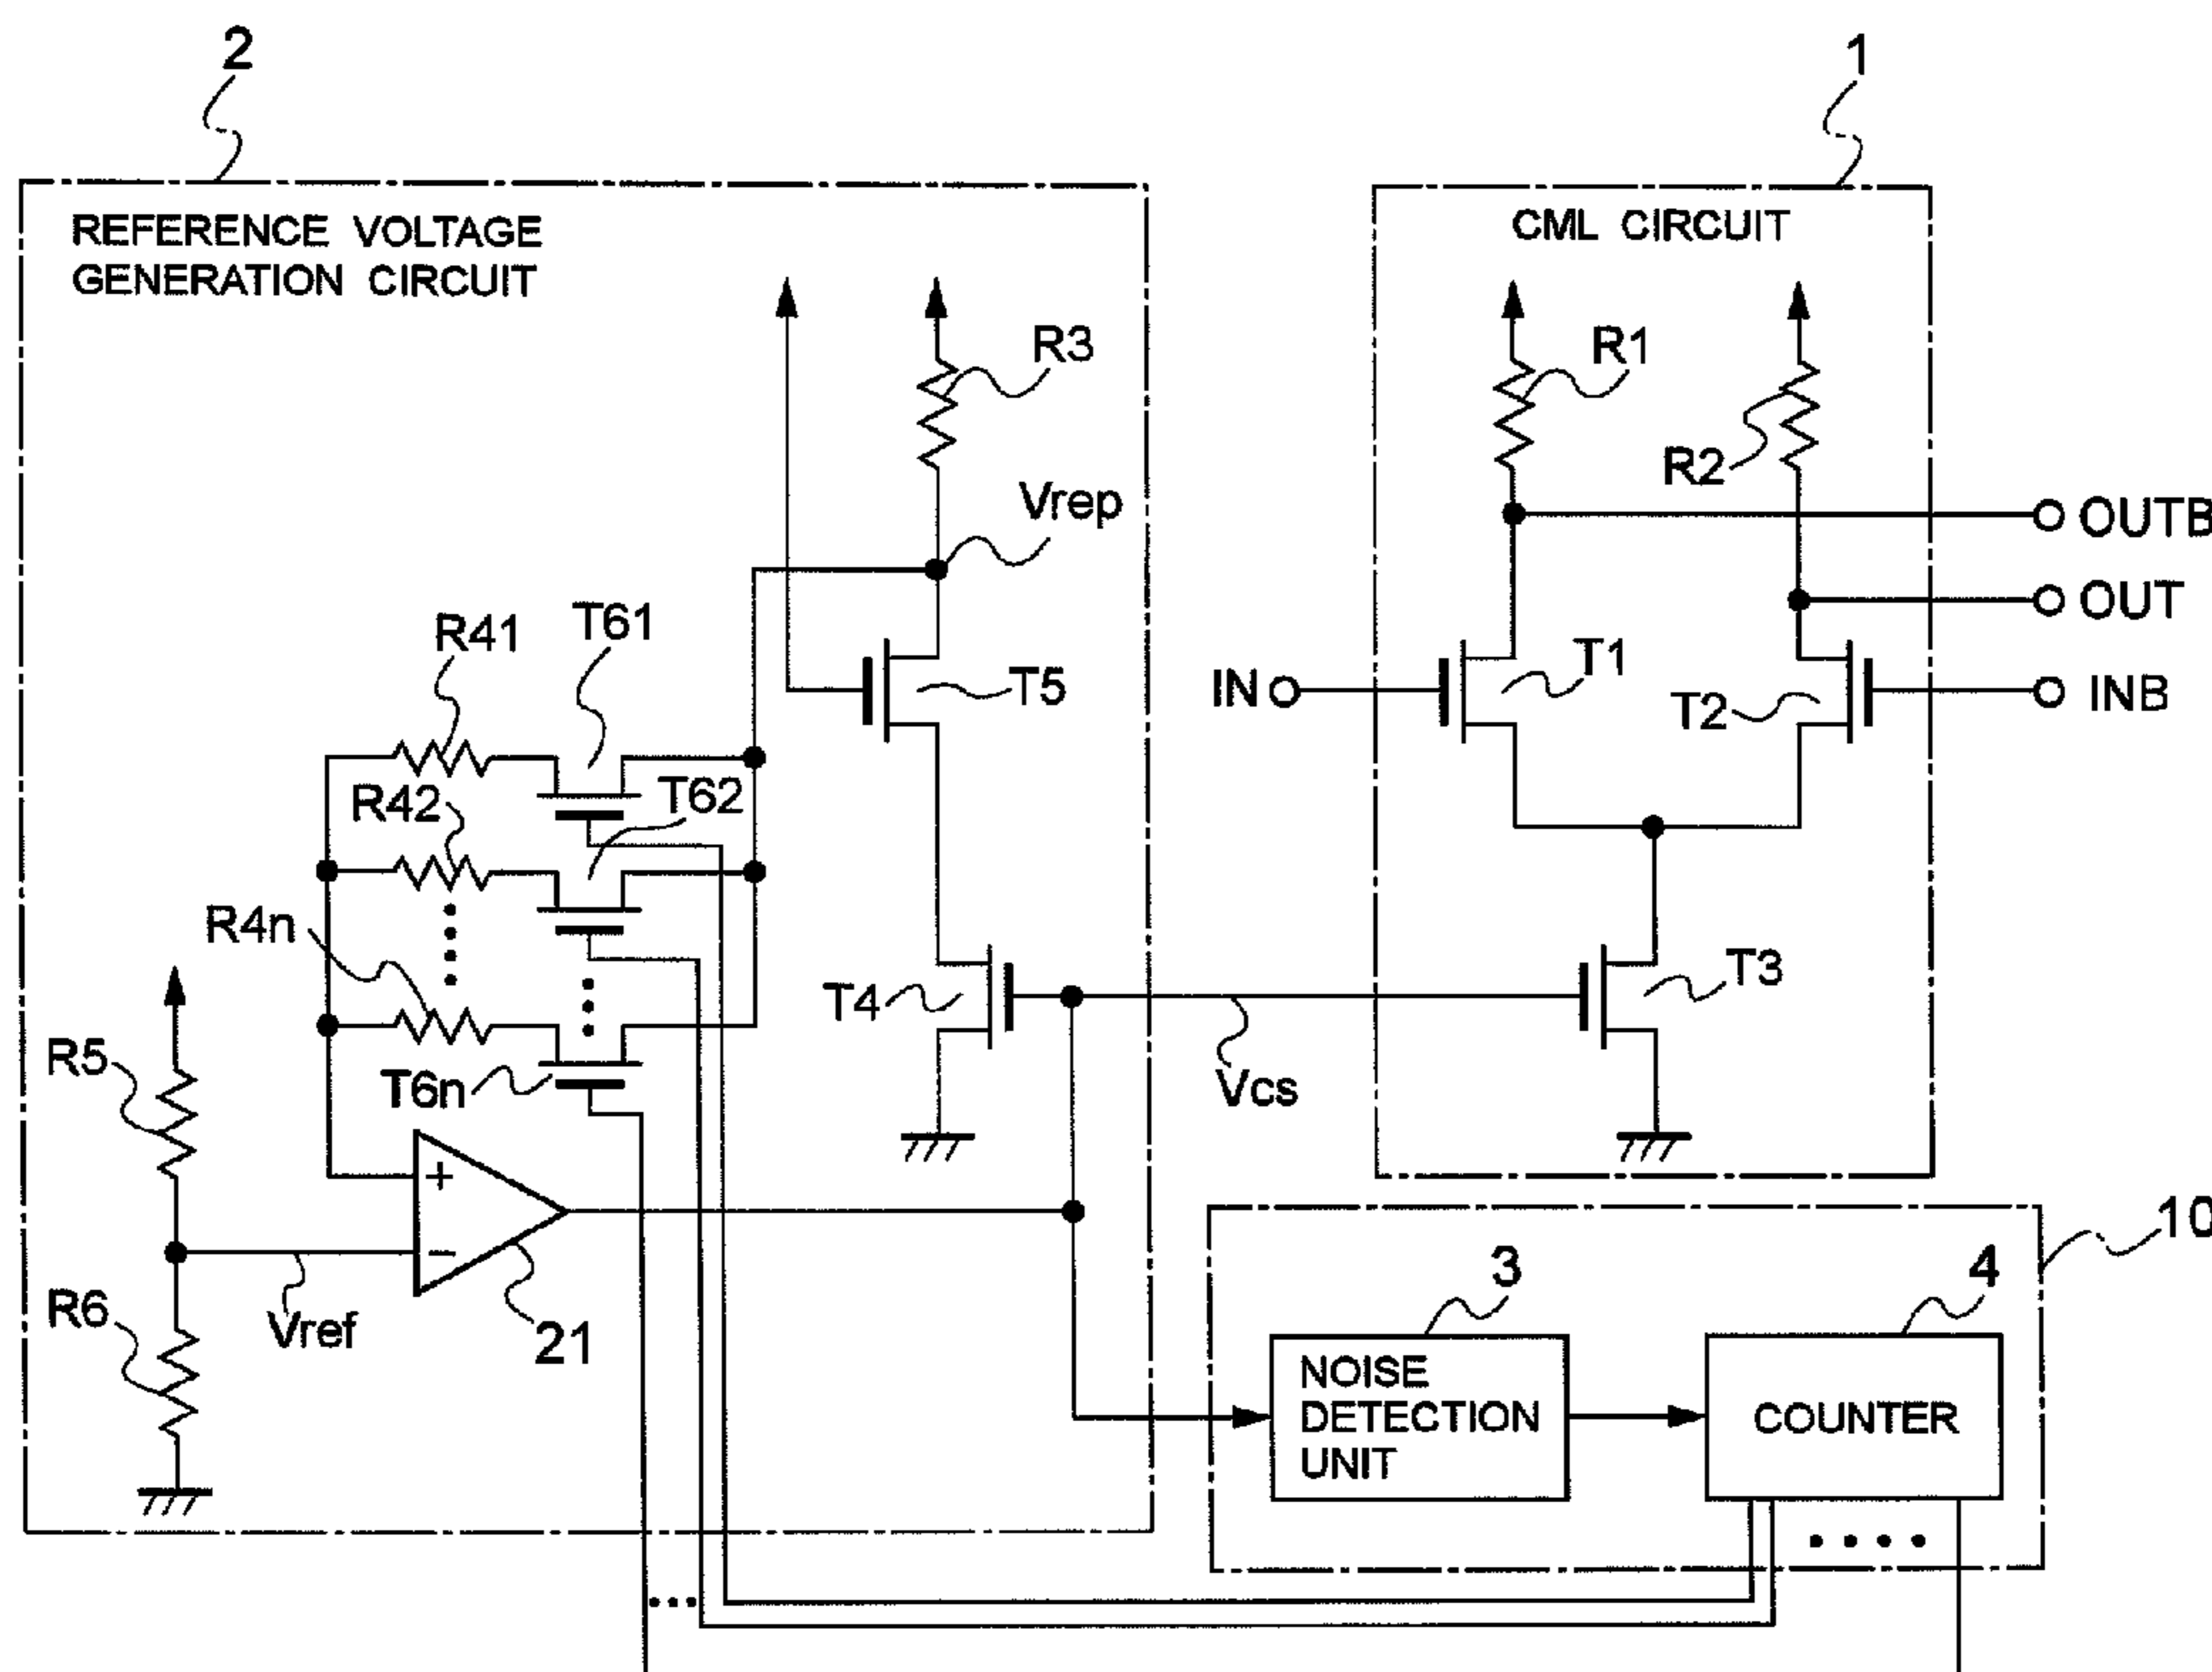 2
1
REFERENCE VOLTAGE
GENERATION CIRCUIT
CML CIRCUIT
R3
R1
R2
Vrep
OUTB
OUT
T61
R41
T5
IN
T1
T2
INB
T62
R42
R4n
T4
T3
R5
T6n
Vcs
+
−
10
R6
Vref
21
3
4
NOISE
DETECTION
UNIT
COUNTER